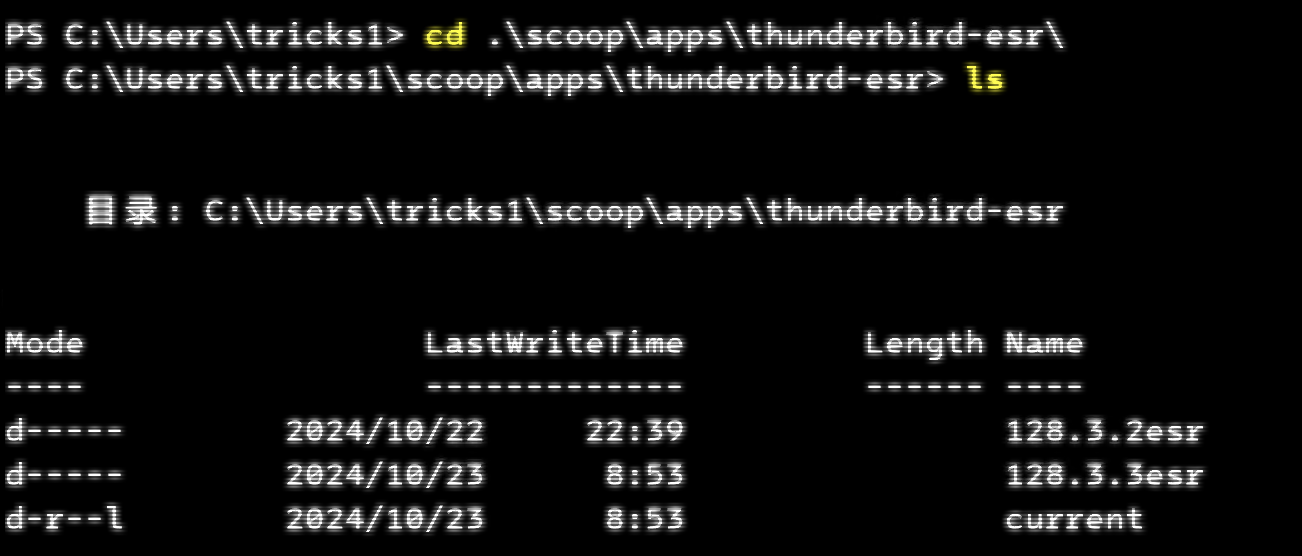 PS C:\Users\tricks1> cd .\scoop\apps\thunderbird-esr\
PS C:\Users\tricks1\scoop\apps\thunderbird-esr> ls
目录: C:\Users\tricks1\scoop\apps\thunderbird-esr
Mode                 LastWriteTime         Length Name
----                 -------------         ------ ----
d-----        2024/10/22     22:39                128.3.2esr
d-----        2024/10/23      8:53                128.3.3esr
d-r--l        2024/10/23      8:53                current